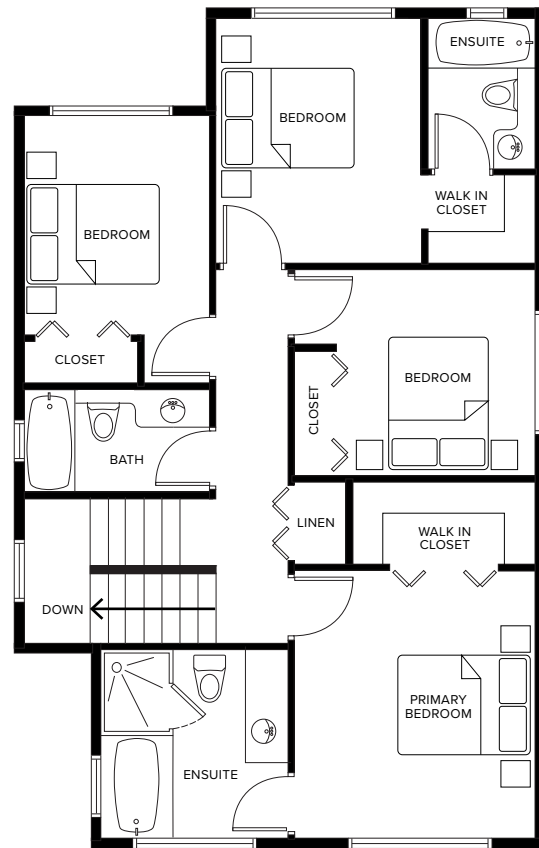 ENSUITE
BEDROOM
WALK IN
CLOSET
BEDROOM
CLOSET
BEDROOM
CLOSET
BATH
LINEN
WALK IN
CLOSET
DOWN
PRIMARY
BEDROOM
ENSUITE